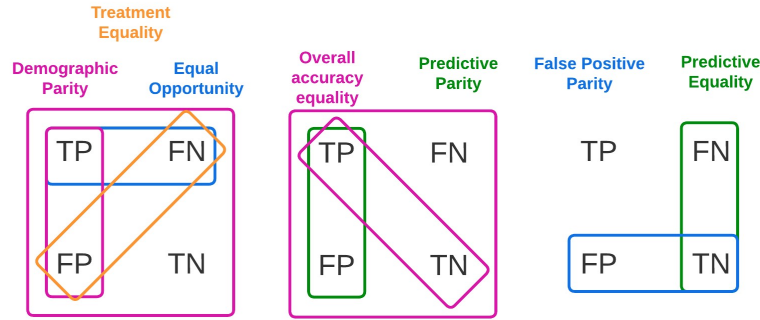 Treatment
Equality
Demographic
Parity
Equal
Opportunity
TP
FN
FP
TN
Overall
accuracy
equality
Predictive
Parity
TP
FN
FP
TN
False Positive
Parity
Predictive
Equality
TP
FN
FP
TN